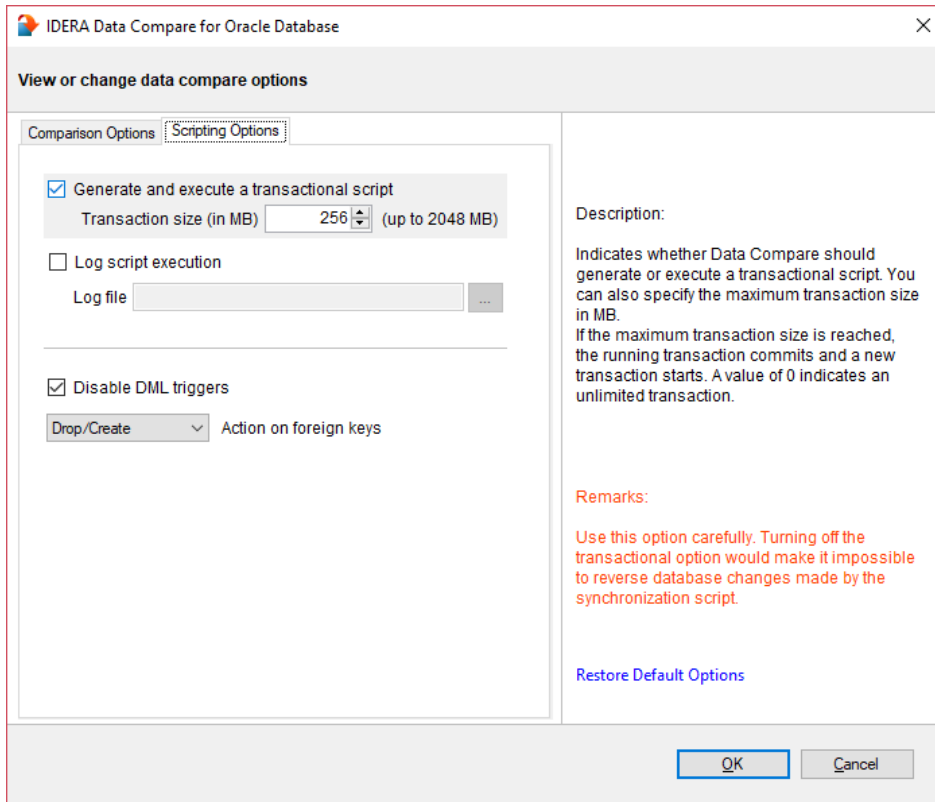 IDERA Data Compare for Oracle Database
View or change data compare options
Comparison Options
Scripting Options
Generate and execute a transactional script
Transaction size (in MB) 256 (up to 2048 MB)
Log script execution
Log file ...
Disable DML triggers
Drop/Create Action on foreign keys
Description:
Indicates whether Data Compare should
generate or execute a transactional script. You
can also specify the maximum transaction size
in MB.
If the maximum transaction size is reached,
the running transaction commits and a new
transaction starts. A value of 0 indicates an
unlimited transaction.
Remarks:
Use this option carefully. Turning off the
transactional option would make it impossible
to reverse database changes made by the
synchronization script.
Restore Default Options
OK
Cancel